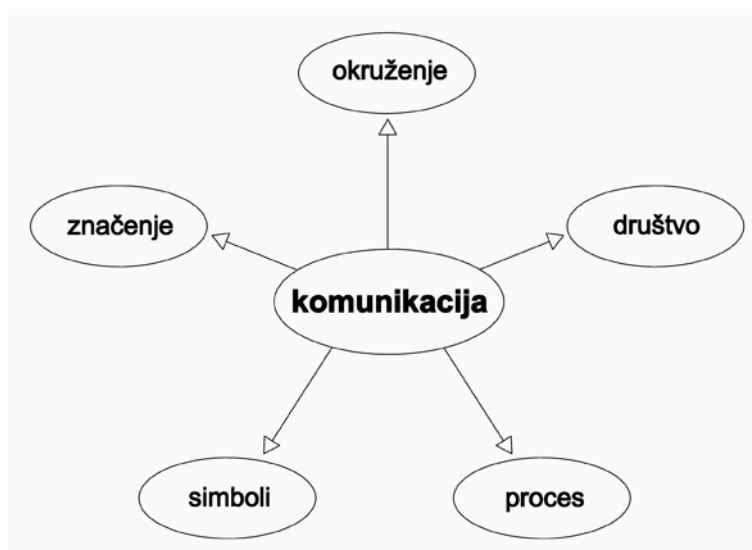 okruženje
značenje
društvo
komunikacija
simboli
proces